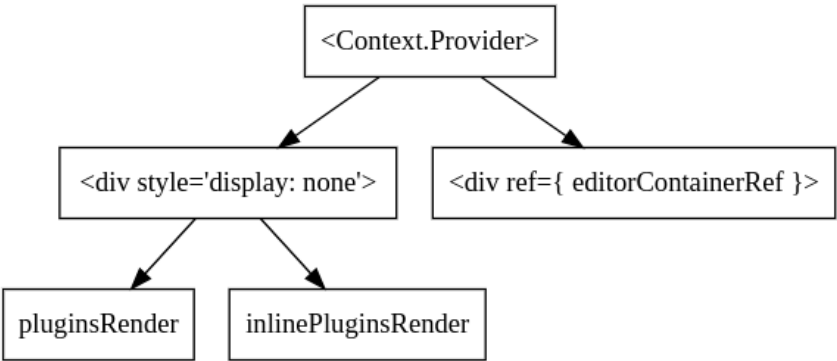 <Context.Provider>
<div style='display: none'>
<div ref={ editorContainerRef }>
pluginsRender
inlinePluginsRender